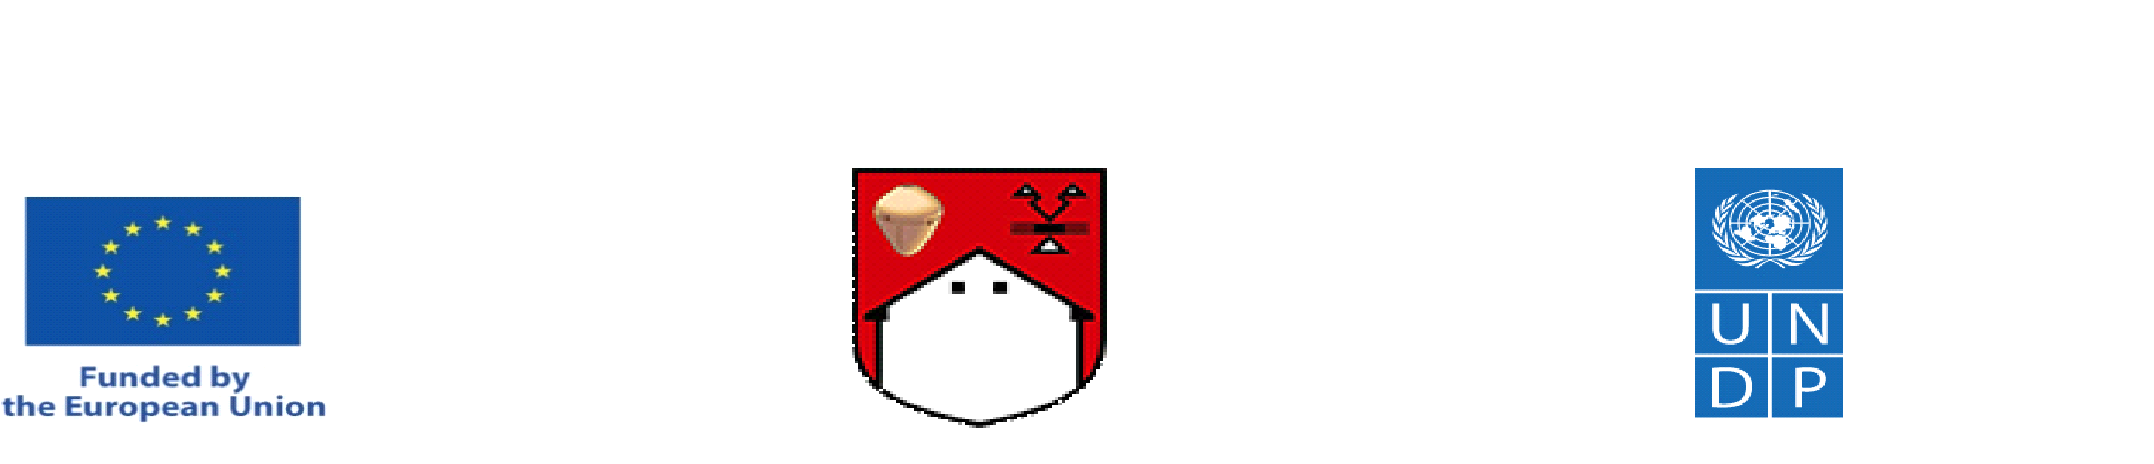 Funded by
the European Union
U N
D P